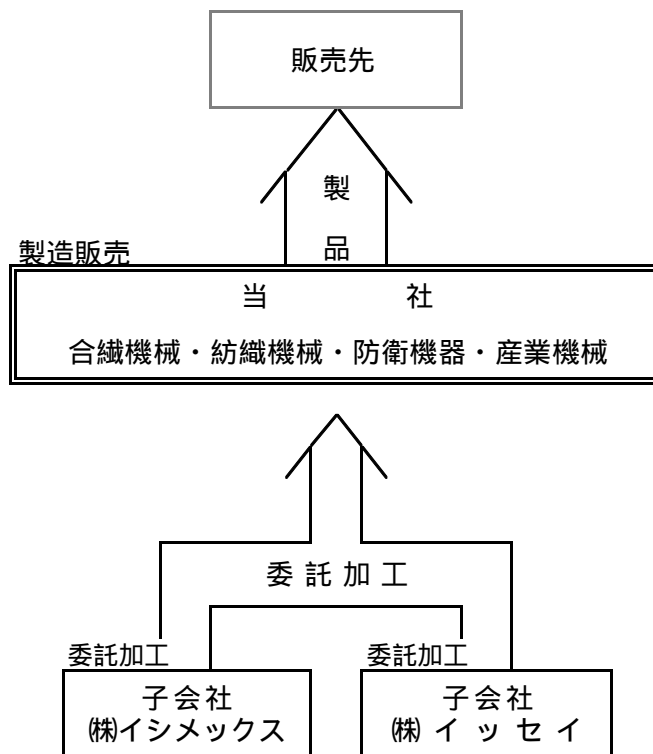 販売先
製
品
製造販売
当 社
合繊機械・紡織機械・防衛機器・産業機械
委託加工
委託加工 委託加工
子会社 子会社
㈱イシメックス ㈱イッセイ